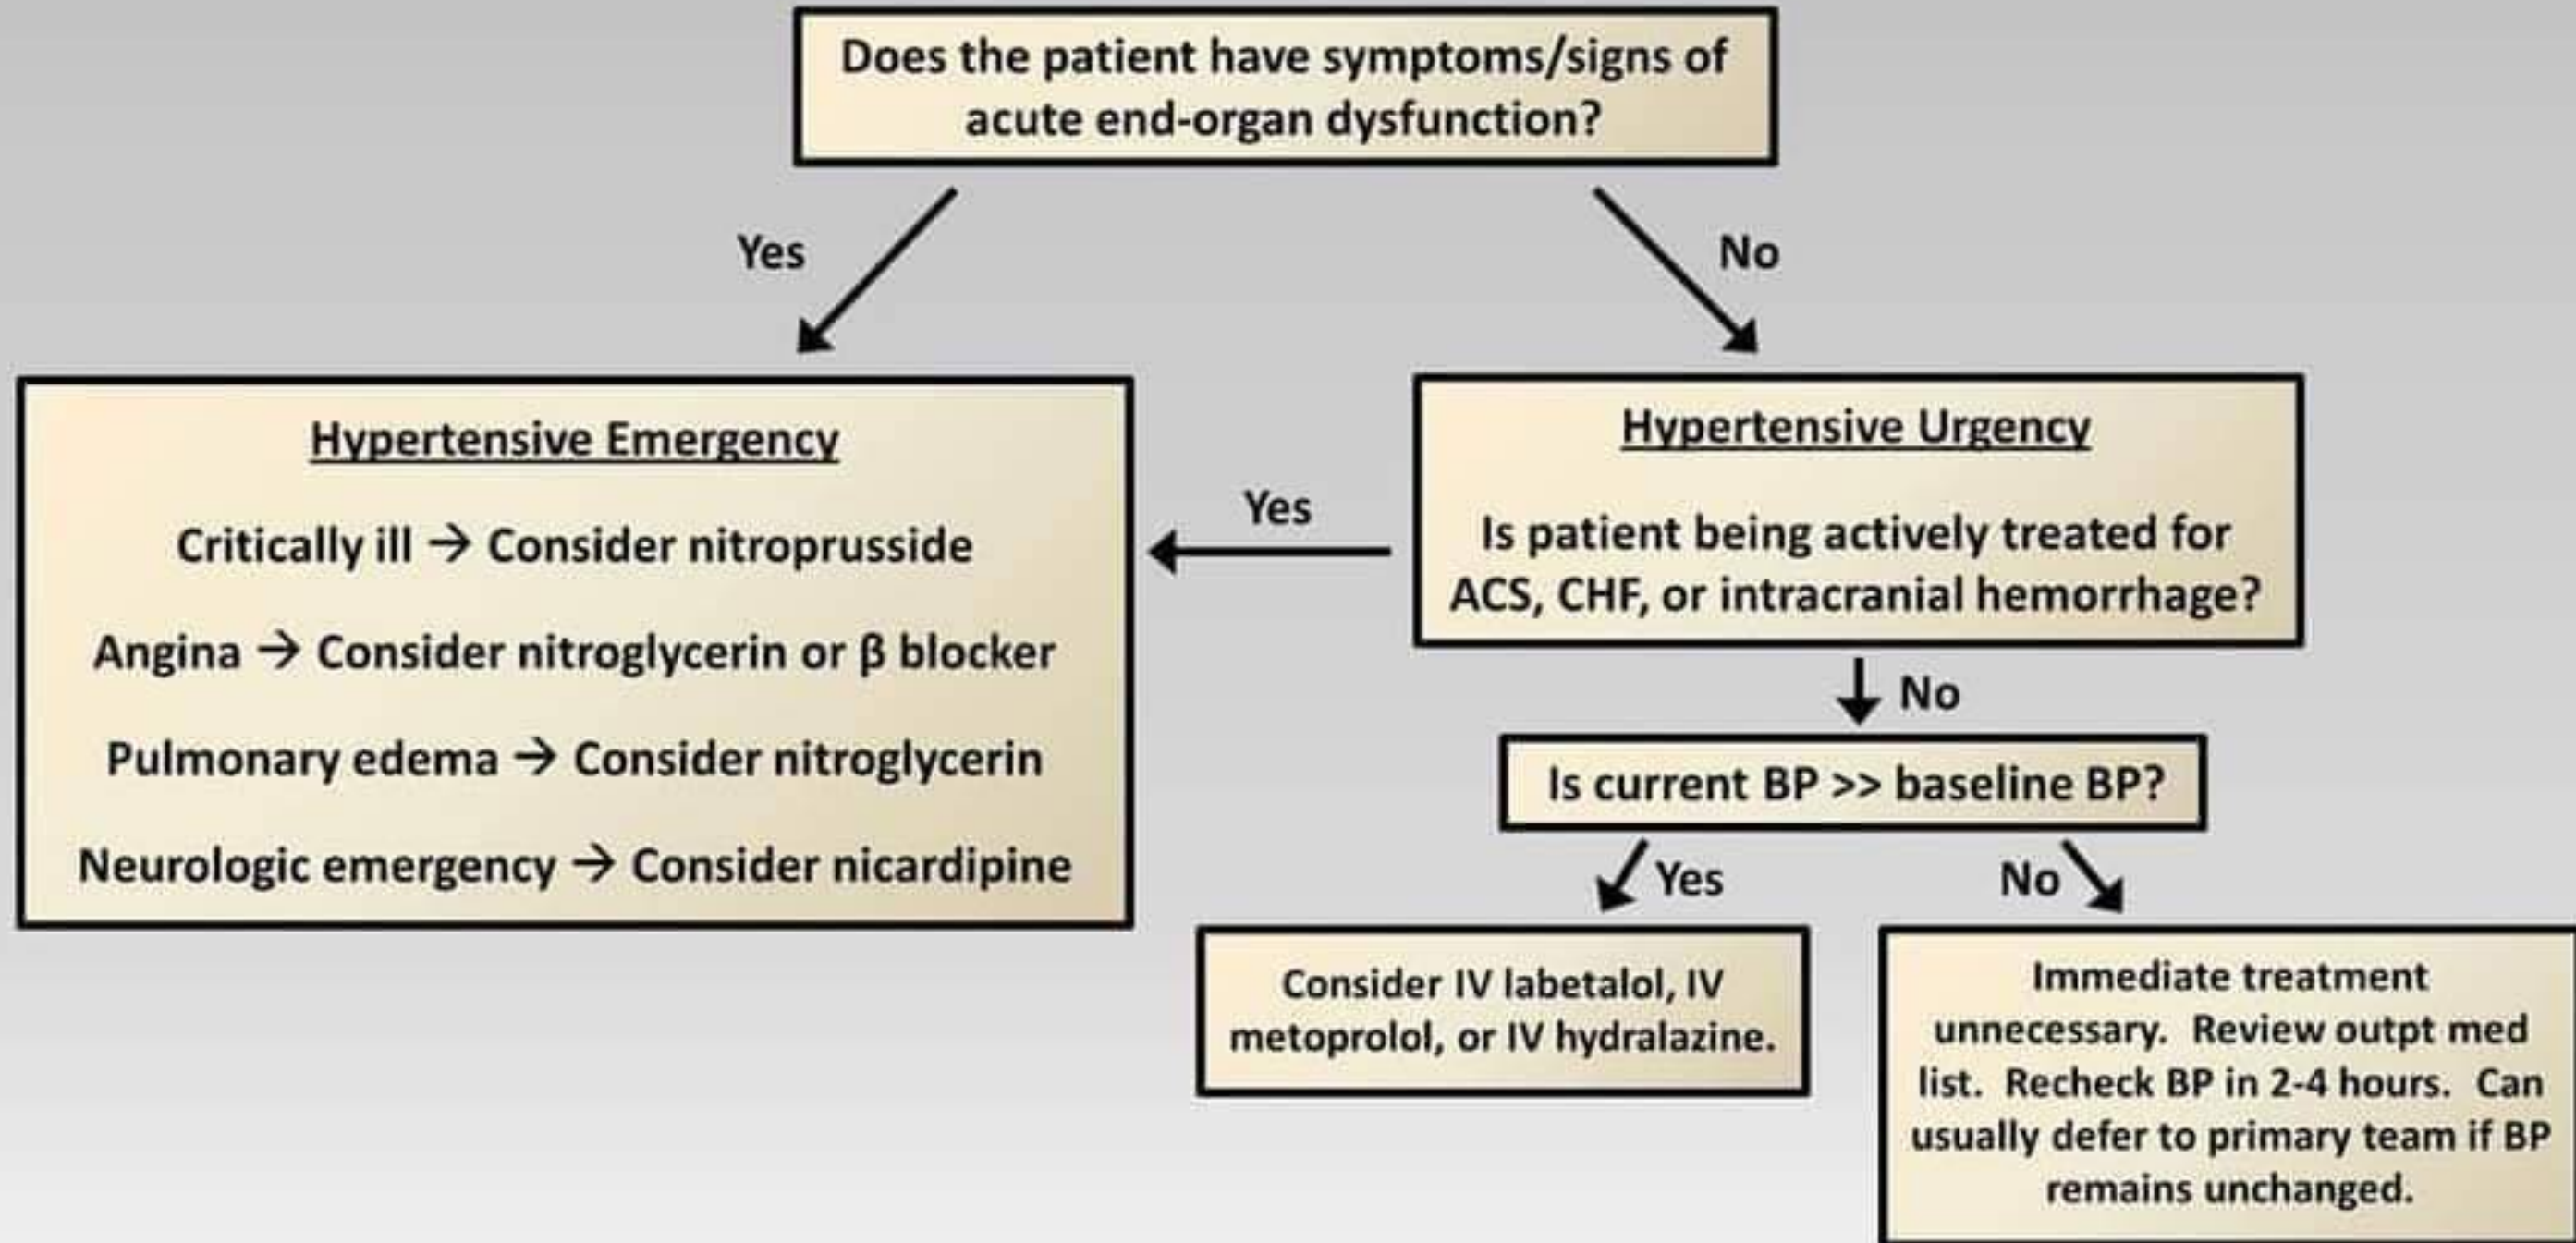 Does the patient have symptoms/signs of
acute end-organ dysfunction?
Yes
No
Hypertensive Emergency
Critically ill → Consider nitroprusside
Angina → Consider nitroglycerin or β blocker
Pulmonary edema → Consider nitroglycerin
Neurologic emergency → Consider nicardipine
Yes
Hypertensive Urgency
Is patient being actively treated for
ACS, CHF, or intracranial hemorrhage?
No
Is current BP >> baseline BP?
Yes
No
Consider IV labetalol, IV
metoprolol, or IV hydralazine.
Immediate treatment
unnecessary. Review outpt med
list. Recheck BP in 2-4 hours. Can
usually defer to primary team if BP
remains unchanged.